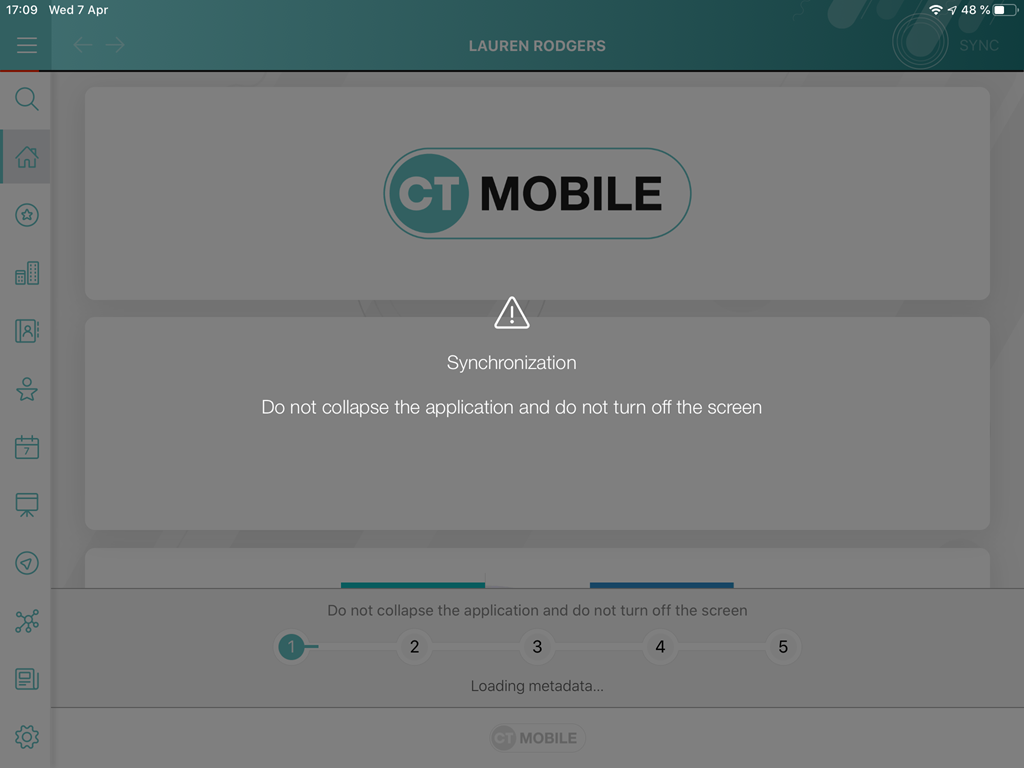 17:09 Wed 7 Apr 48 %
LAUREN RODGERS
SYNC
CT MOBILE
Synchronization
Do not collapse the application and do not turn off the screen
7
Do not collapse the application and do not turn off the screen
1 2 3 4 5
Loading metadata...
CT MOBILE